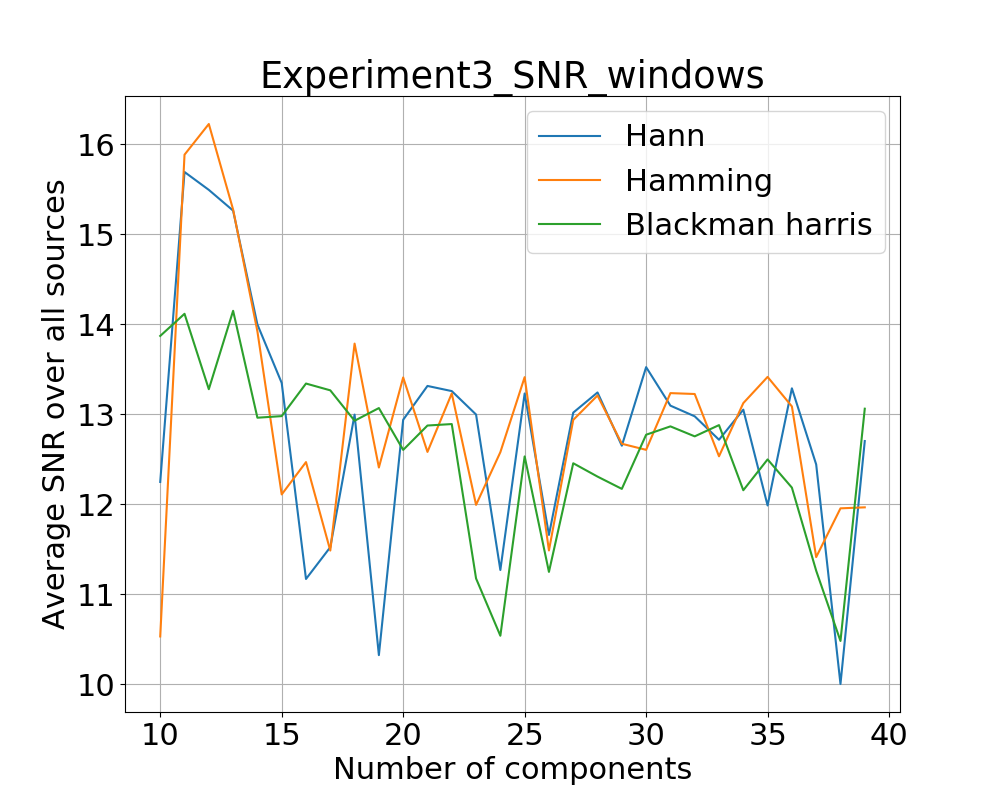 Experiment3_SNR_windows
Hann
Hamming
Blackman harris
Average SNR over all sources
16
15
14
13
12
11
10
10 15 20 25 30 35 40
Number of components